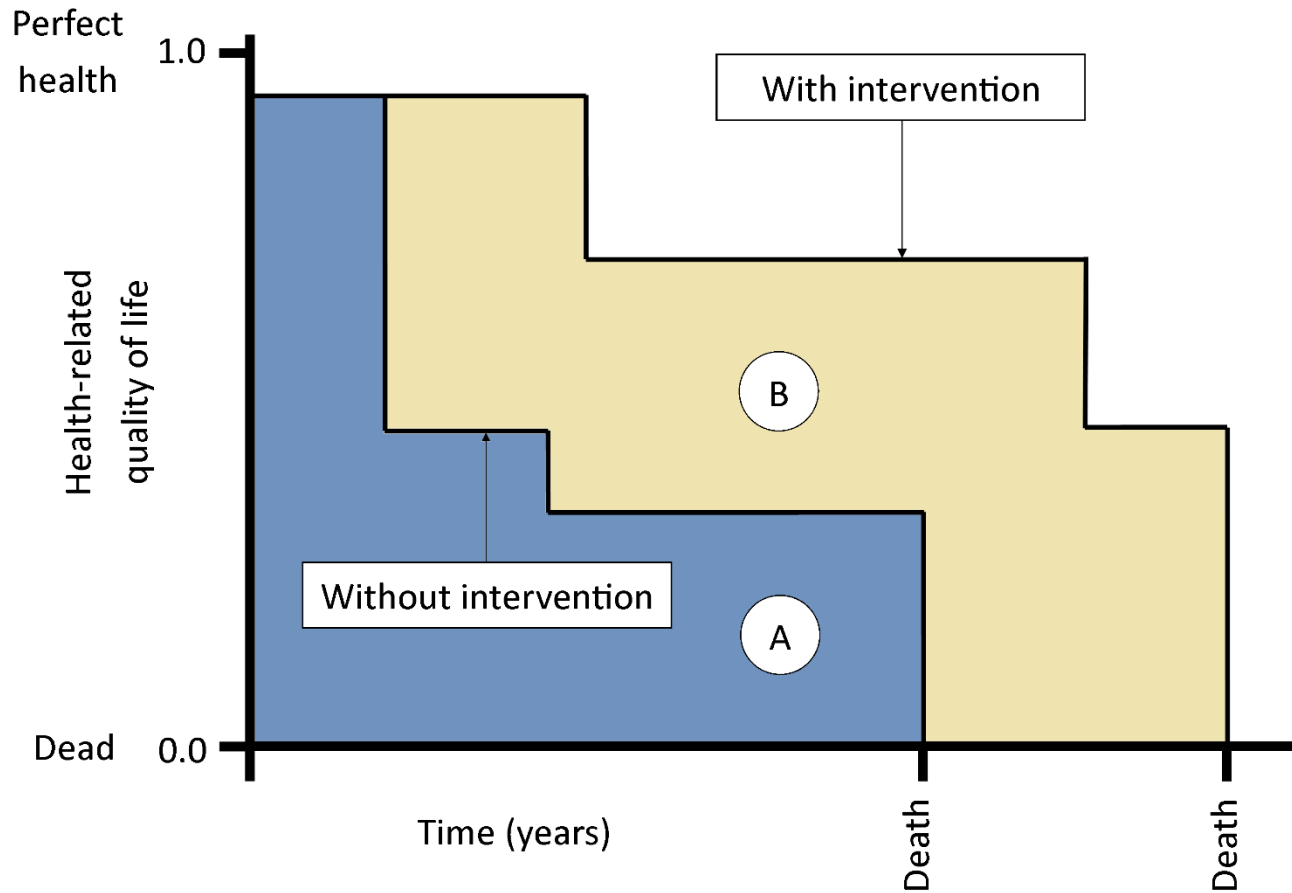 Perfect
health
1.0
With intervention
Health-related
quality of life
B
Without intervention
A
Dead
0.0
Time (years)
Death
Death